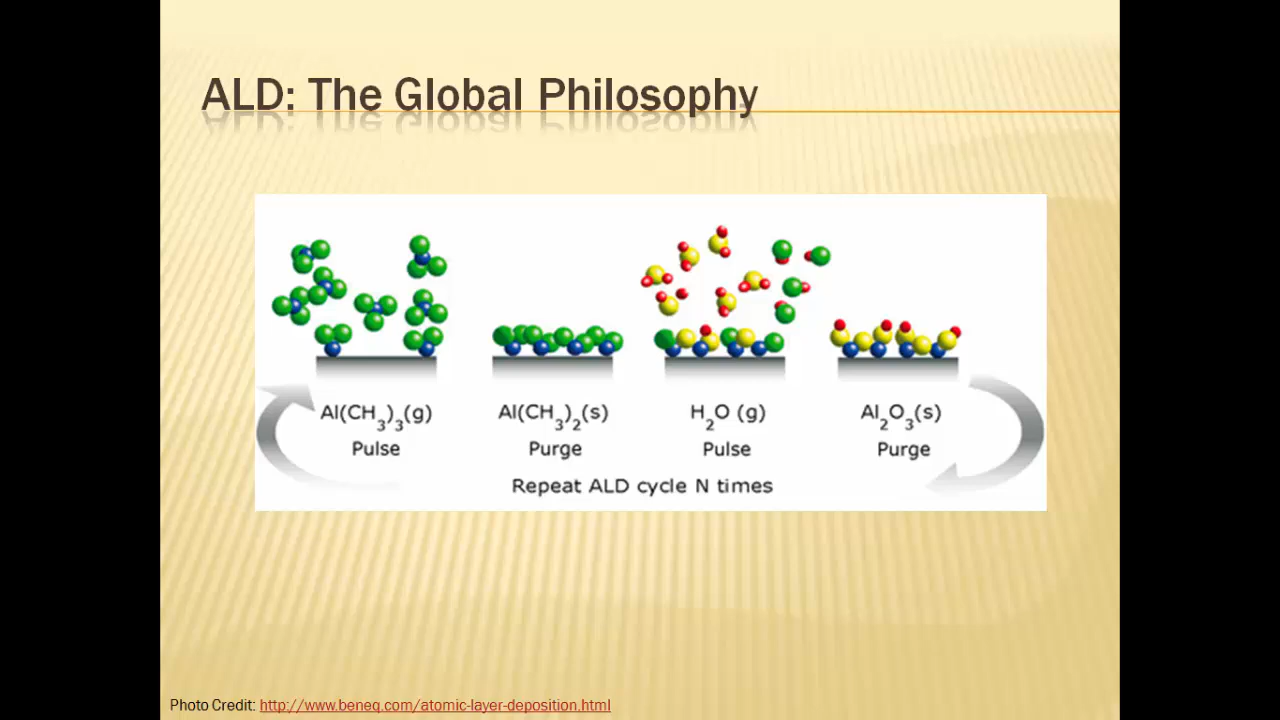 ALD: The Global Philosophy
Al(CH₃)₃(g) Al(CH₃)₂(s) H₂O (g) Al₂O₃(s)
Pulse Purge Pulse Purge
Repeat ALD cycle N times
Photo Credit: http://www.beneq.com/atomic-layer-deposition.html